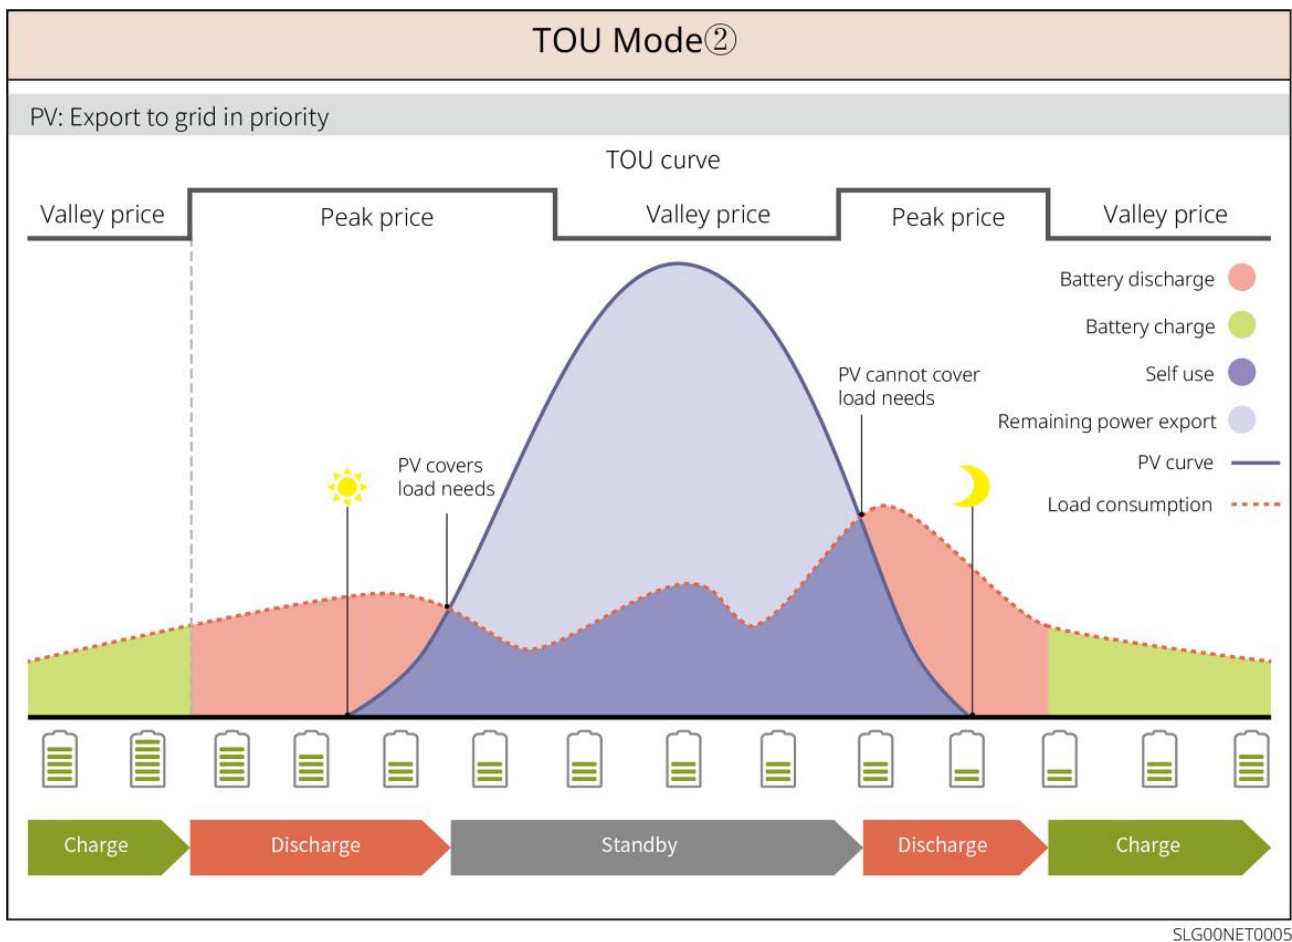 TOU Mode②
PV: Export to grid in priority
TOU curve
Valley price
Peak price
Valley price
Peak price
Valley price
Battery discharge
Battery charge
Self use
Remaining power export
PV curve
Load consumption
PV cannot cover
load needs
PV covers
load needs
Charge
Discharge
Standby
Discharge
Charge
SLG00NET0005